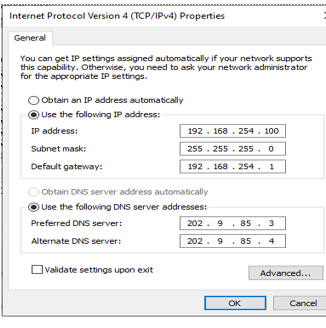 Internet Protocol Version 4 (TCP/IPv4) Properties
General
You can get IP settings assigned automatically if your network supports
this capability. Otherwise, you need to ask your network administrator
for the appropriate IP settings.
Obtain an IP address automatically
Use the following IP address:
IP address: 192 . 168 . 254 . 100
Subnet mask: 255 . 255 . 255 . 0
Default gateway: 192 . 168 . 254 . 1
Obtain DNS server address automatically
Use the following DNS server addresses:
Preferred DNS server: 202 . 9 . 85 . 3
Alternate DNS server: 202 . 9 . 85 . 4
Validate settings upon exit
Advanced...
OK Cancel